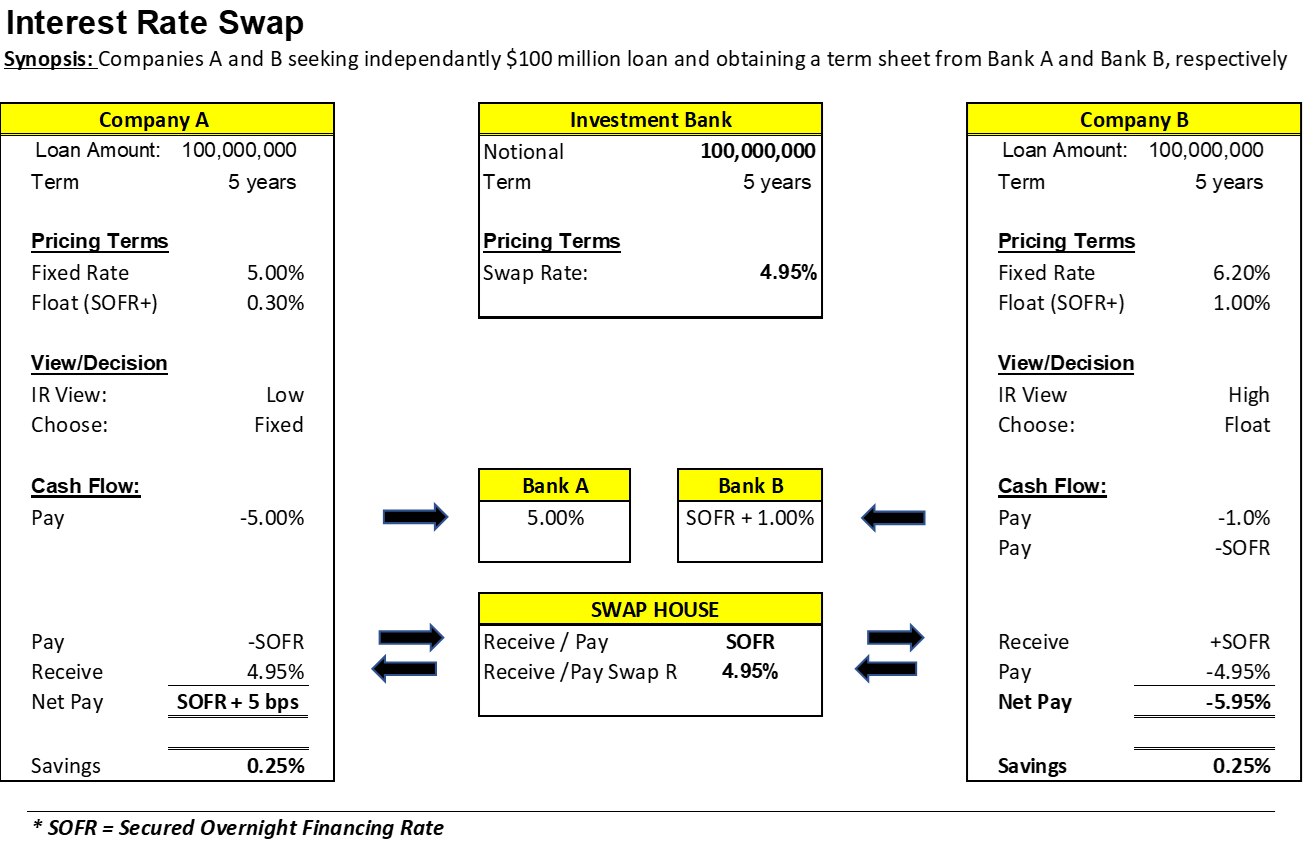 Interest Rate Swap
Synopsis: Companies A and B seeking independantly $100 million loan and obtaining a term sheet from Bank A and Bank B, respectively
Company A
Loan Amount: 100,000,000
Term 5 years
Pricing Terms
Fixed Rate 5.00%
Float (SOFR+) 0.30%
View/Decision
IR View: Low
Choose: Fixed
Cash Flow:
Pay -5.00%
Pay -SOFR
Receive 4.95%
Net Pay SOFR + 5 bps
Savings 0.25%
Investment Bank
Notional 100,000,000
Term 5 years
Pricing Terms
Swap Rate: 4.95%
Bank A
5.00%
Bank B
SOFR + 1.00%
SWAP HOUSE
Receive / Pay SOFR
Receive /Pay Swap R 4.95%
Company B
Loan Amount: 100,000,000
Term 5 years
Pricing Terms
Fixed Rate 6.20%
Float (SOFR+) 1.00%
View/Decision
IR View High
Choose: Float
Cash Flow:
Pay -1.0%
Pay -SOFR
Receive +SOFR
Pay -4.95%
Net Pay -5.95%
Savings 0.25%
* SOFR = Secured Overnight Financing Rate